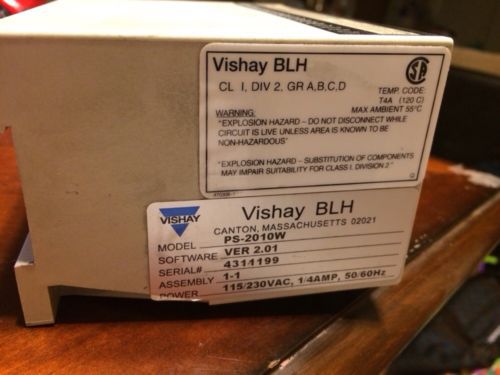 Vishay BLH
CL I, DIV 2, GR A,B,C,D
TEMP. CODE:
T4A (120 C)
MAX AMBIENT 55°C
WARNING:
"EXPLOSION HAZARD – DO NOT DISCONNECT WHILE
CIRCUIT IS LIVE UNLESS AREA IS KNOWN TO BE
NON-HAZARDOUS"
"EXPLOSION HAZARD – SUBSTITUTION OF COMPONENTS
MAY IMPAIR SUITABILITY FOR CLASS I, DIVISION 2"
VISHAY
Vishay BLH
CANTON, MASSACHUSETTS 02021
MODEL PS-2010W
SOFTWARE VER 2.01
SERIAL# 43141199
ASSEMBLY 1-1
POWER 115/230VAC, 1/4AMP, 50/60Hz